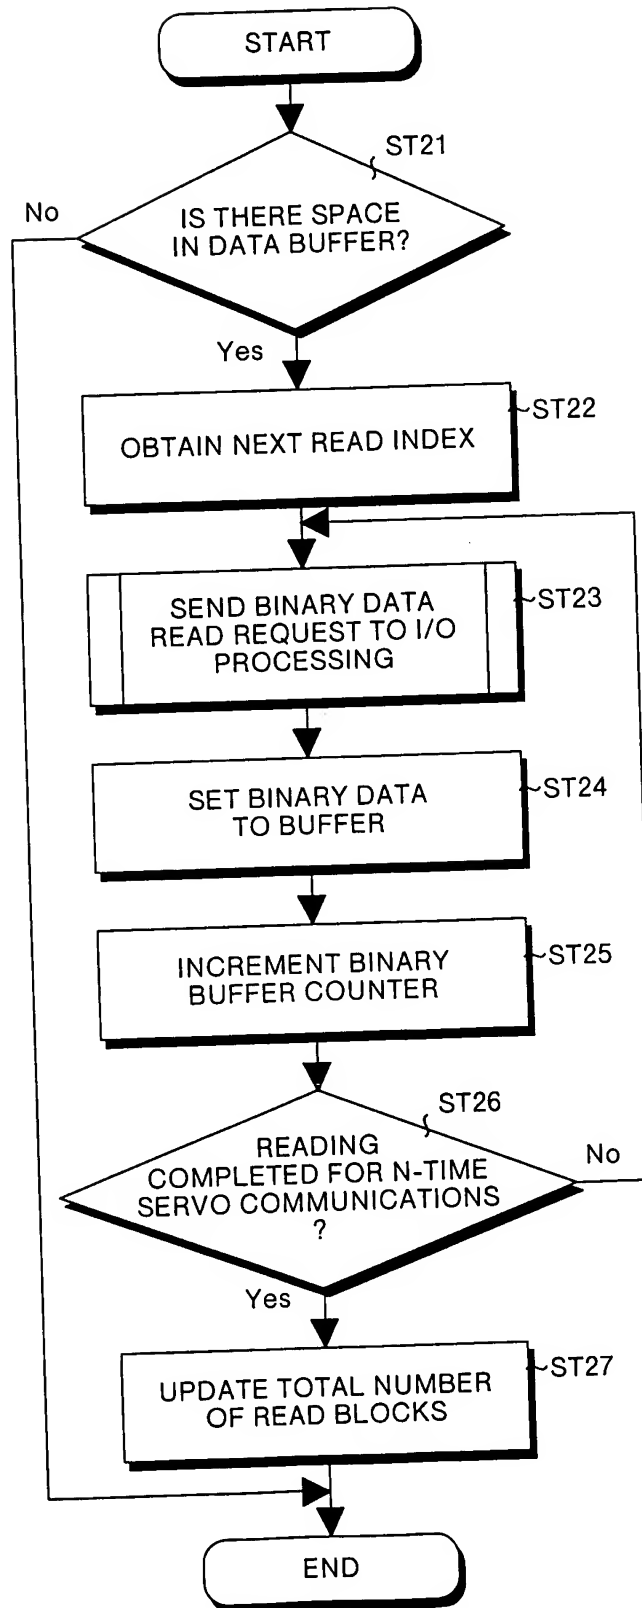 START
ST21
No
IS THERE SPACE
IN DATA BUFFER?
Yes
ST22
OBTAIN NEXT READ INDEX
SEND BINARY DATA
READ REQUEST TO I/O
PROCESSING
ST23
SET BINARY DATA
TO BUFFER
ST24
INCREMENT BINARY
BUFFER COUNTER
ST25
ST26
READING
COMPLETED FOR N-TIME
SERVO COMMUNICATIONS
?
No
Yes
UPDATE TOTAL NUMBER
OF READ BLOCKS
ST27
END